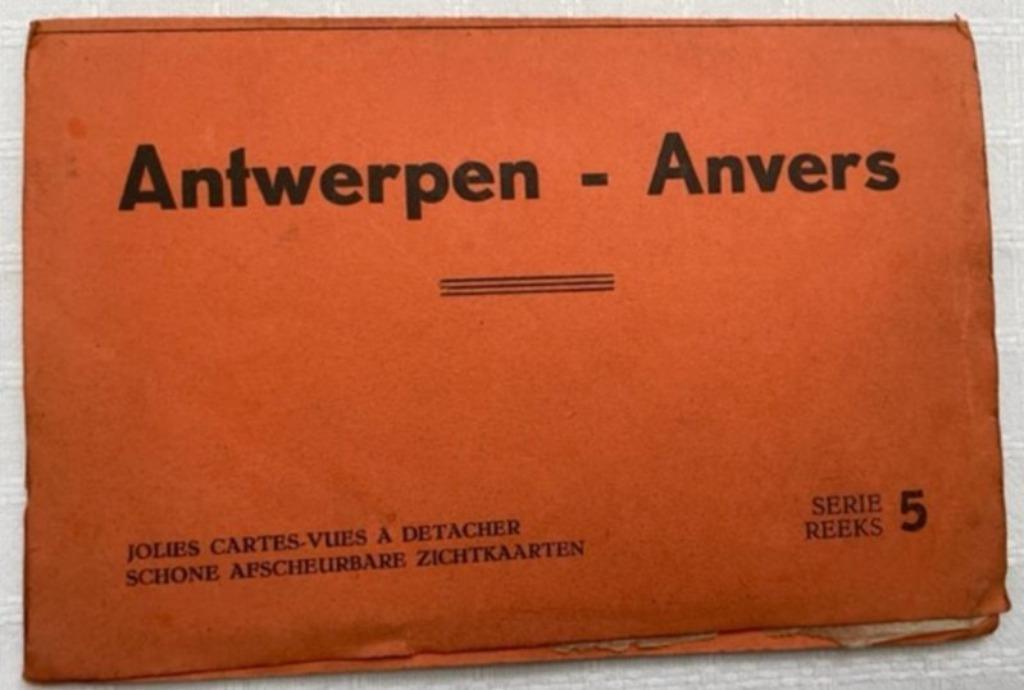 Antwerpen - Anvers
JOLIES CARTES-VUES À DETACHER
SCHONE AFSCHEURBARE ZICHTKAARTEN
SERIE
REEKS 5